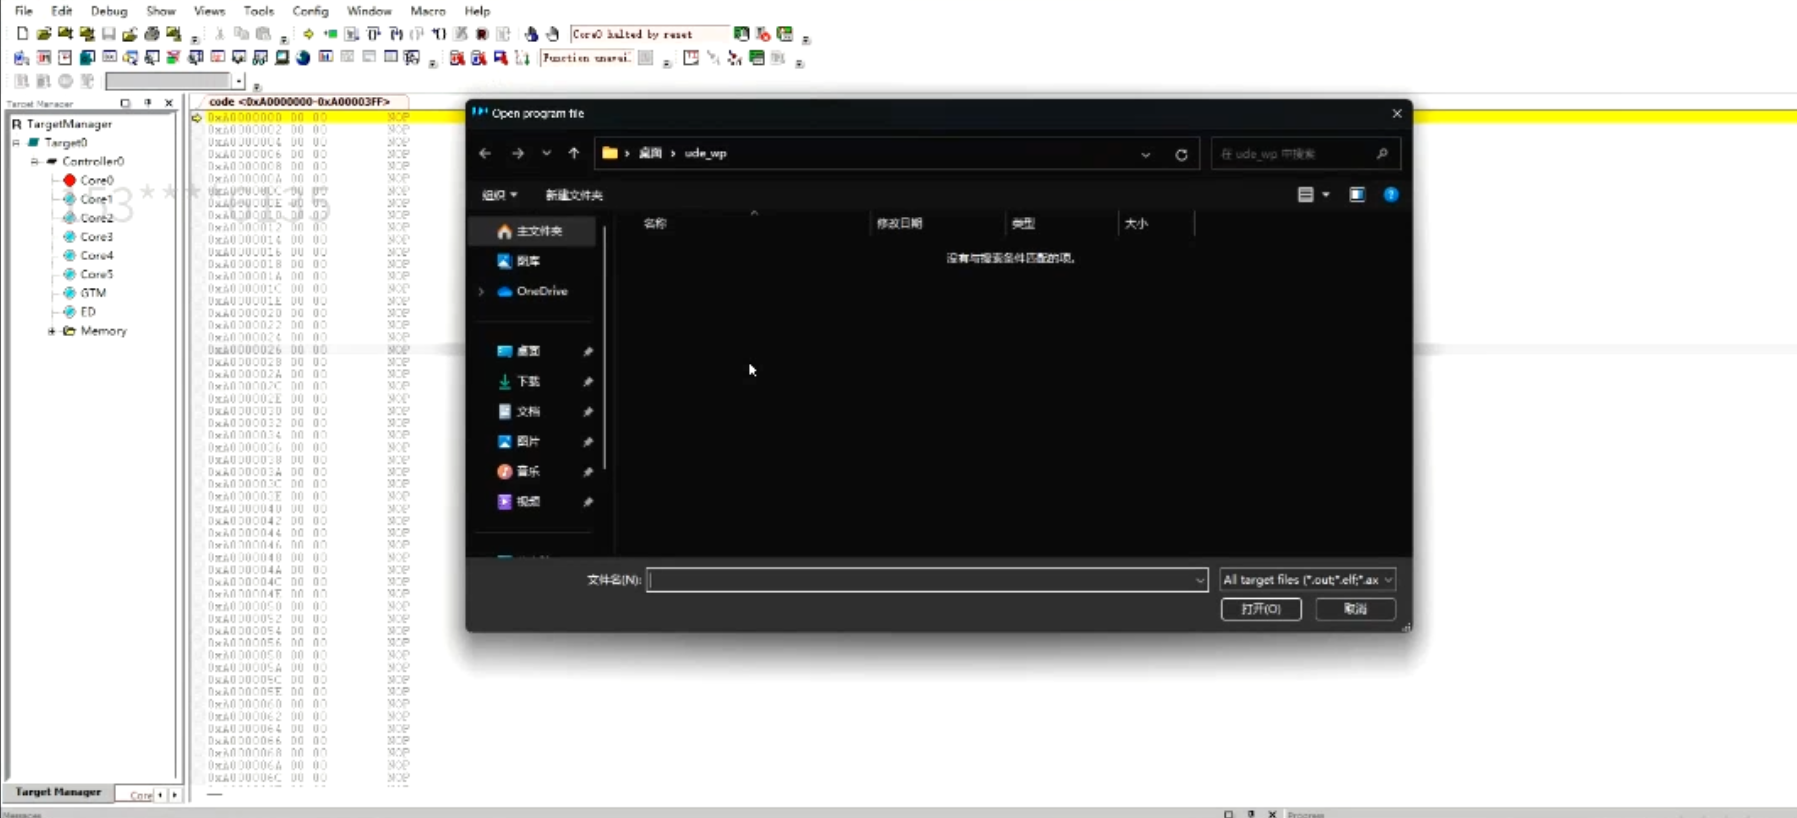 File Edit Debug Show Views Tools Config Window Macro Help
Core0 halted by reset
Function unavai.
Target Manager
code <0xA0000000-0xA00003FF>
TargetManager
Target0
Controller0
Core0
Core1
Core2
Core3
Core4
Core5
GTM
ED
Memory
Target Manager
Core
0xA0000000 00 00 NOP
0xA0000002 00 00 NOP
0xA0000004 00 00 NOP
0xA0000006 00 00 NOP
0xA0000008 00 00 NOP
0xA000000A 00 00 NOP
0xA0000012 00 00 NOP
0xA0000014 00 00 NOP
0xA0000016 00 00 NOP
0xA0000018 00 00 NOP
0xA000001A 00 00 NOP
0xA000001C 00 00 NOP
0xA000001E 00 00 NOP
0xA0000020 00 00 NOP
0xA0000022 00 00 NOP
0xA0000024 00 00 NOP
0xA0000026 00 00 NOP
0xA0000028 00 00 NOP
0xA000002A 00 00 NOP
0xA000002C 00 00 NOP
0xA000002E 00 00 NOP
0xA0000030 00 00 NOP
0xA0000032 00 00 NOP
0xA0000034 00 00 NOP
0xA0000036 00 00 NOP
0xA0000038 00 00 NOP
0xA000003A 00 00 NOP
0xA000003C 00 00 NOP
0xA000003E 00 00 NOP
0xA0000040 00 00 NOP
0xA0000042 00 00 NOP
0xA0000044 00 00 NOP
0xA0000046 00 00 NOP
0xA0000048 00 00 NOP
0xA000004A 00 00 NOP
0xA000004C 00 00 NOP
0xA000004E 00 00 NOP
0xA0000050 00 00 NOP
0xA0000052 00 00 NOP
0xA0000054 00 00 NOP
0xA0000056 00 00 NOP
0xA0000058 00 00 NOP
0xA000005A 00 00 NOP
0xA000005C 00 00 NOP
0xA000005E 00 00 NOP
0xA0000060 00 00 NOP
0xA0000062 00 00 NOP
0xA0000064 00 00 NOP
0xA0000066 00 00 NOP
0xA0000068 00 00 NOP
0xA000006A 00 00 NOP
0xA000006C 00 00 NOP
Open program file
桌面 ude_wp
在 ude_wp 中搜索
组织 新建文件夹
名称 修改日期 类型 大小
没有与搜索条件匹配的项。
主文件夹
图库
OneDrive
桌面
下载
文档
图片
音乐
视频
文件名(N):
All target files (*.out;*.elf;*.ax
打开(O) 取消
Messages
Progress